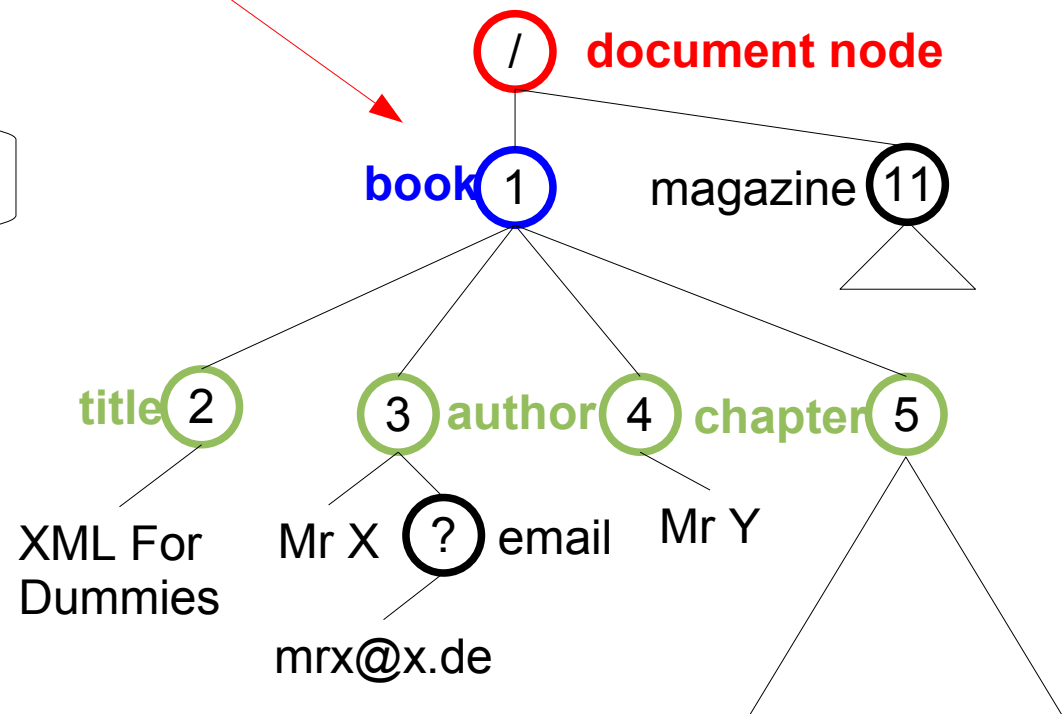 / document node
book 1 magazine 11
title 2 3 author 4 chapter 5
XML For
Dummies
Mr X ? email Mr Y
mrx@x.de